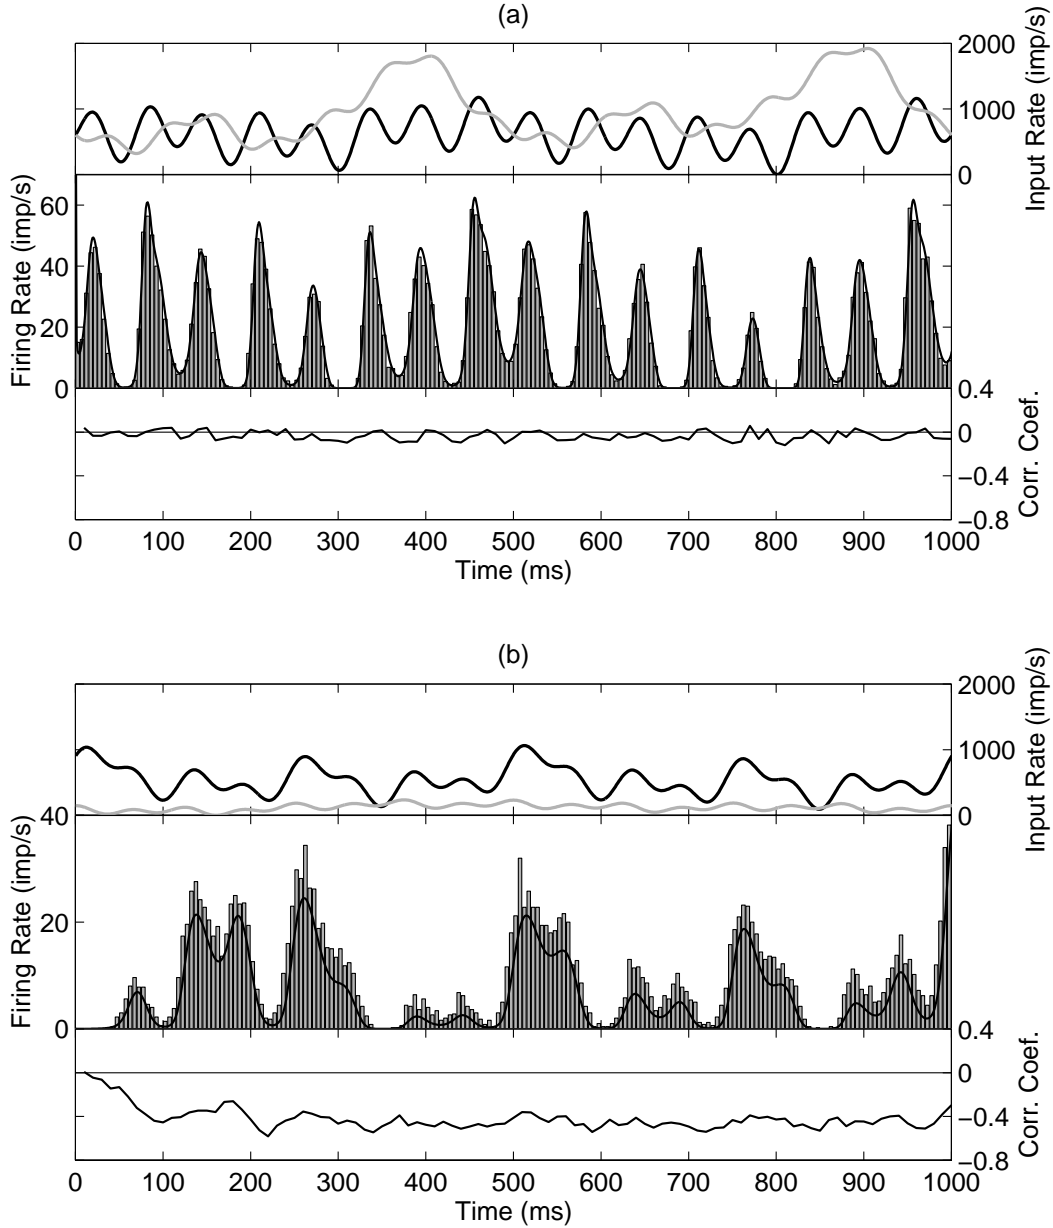 (a)
2000
1000
0
Input Rate (imp/s)
60
40
20
0
Firing Rate (imp/s)
0.4
0
−0.4
−0.8
Corr. Coef.
0 100 200 300 400 500 600 700 800 900 1000
Time (ms)
(b)
2000
1000
0
Input Rate (imp/s)
40
20
0
Firing Rate (imp/s)
0.4
0
−0.4
−0.8
Corr. Coef.
0 100 200 300 400 500 600 700 800 900 1000
Time (ms)